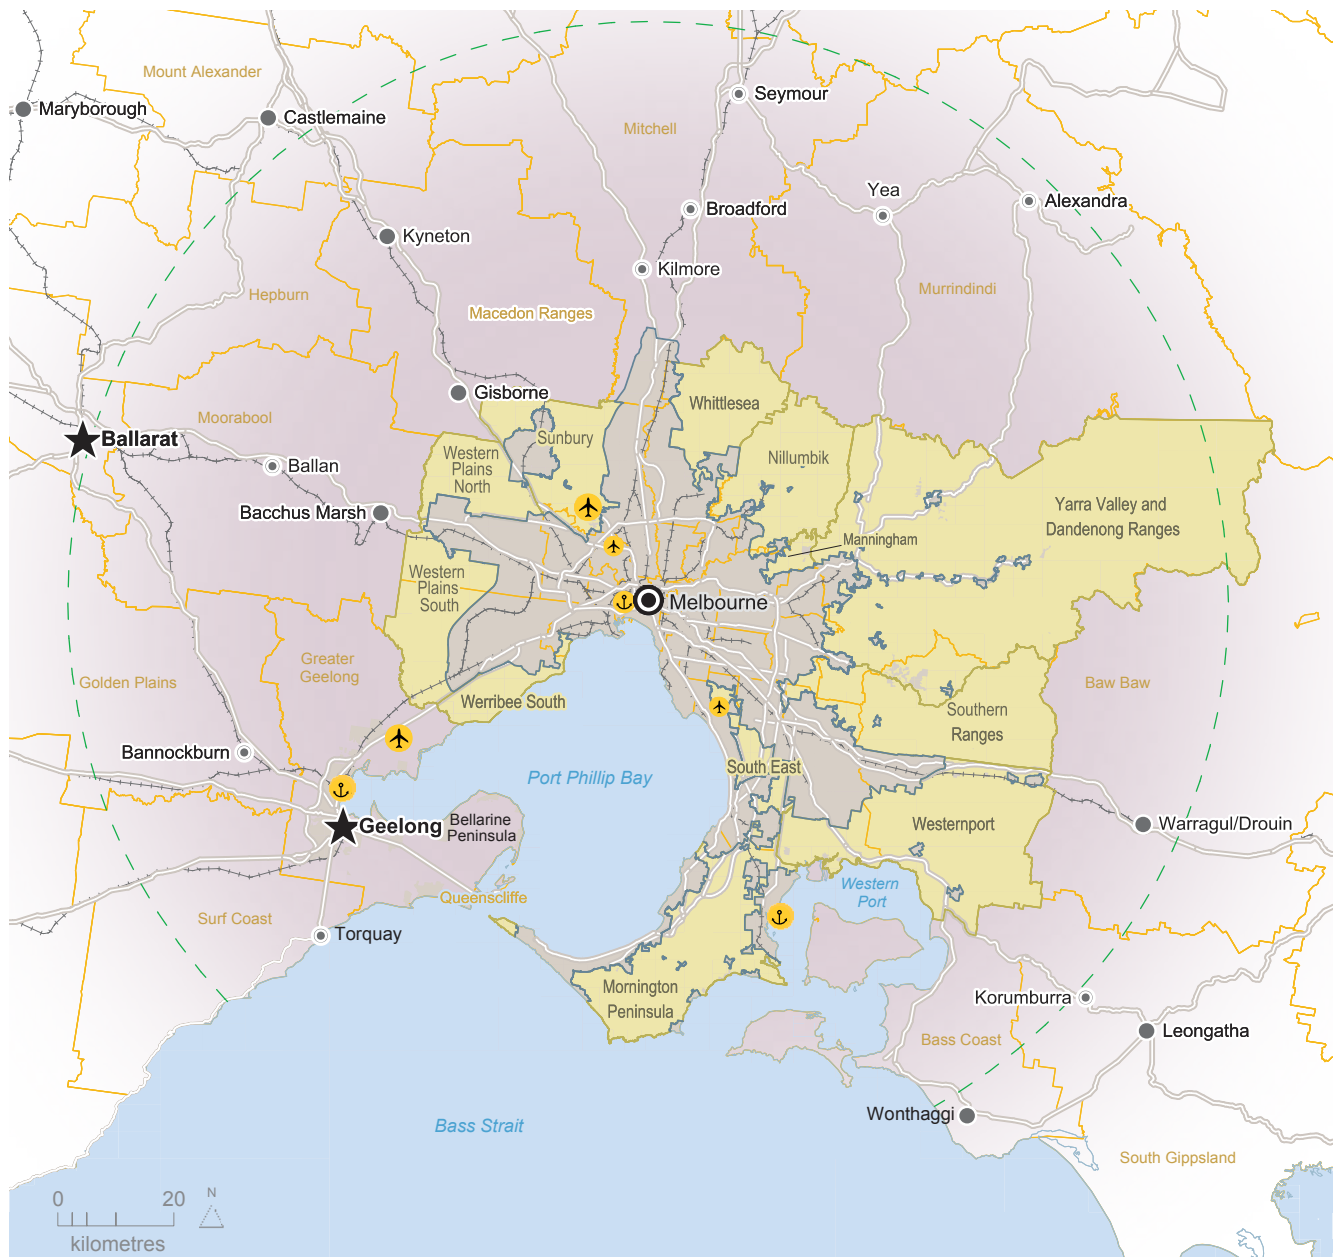 Mount Alexander
Maryborough
Castlemaine
Seymour
Mitchell
Yea
Alexandra
Broadford
Kyneton
Kilmore
Hepburn
Murrindindi
Macedon Ranges
Gisborne
Whittlesea
Moorabool
Sunbury
Ballarat
Western
Plains
North
Nillumbik
Ballan
Yarra Valley and
Dandenong Ranges
Bacchus Marsh
Manningham
Western
Plains
South
Melbourne
Greater
Geelong
Golden Plains
Baw Baw
Werribee South
Southern
Ranges
Bannockburn
South East
Port Phillip Bay
Geelong
Bellarine
Peninsula
Westernport
Warragul/Drouin
Western
Port
Queenscliffe
Surf Coast
Torquay
Mornington
Peninsula
Korumburra
Leongatha
Bass Coast
Wonthaggi
Bass Strait
South Gippsland
0 20 N
kilometres